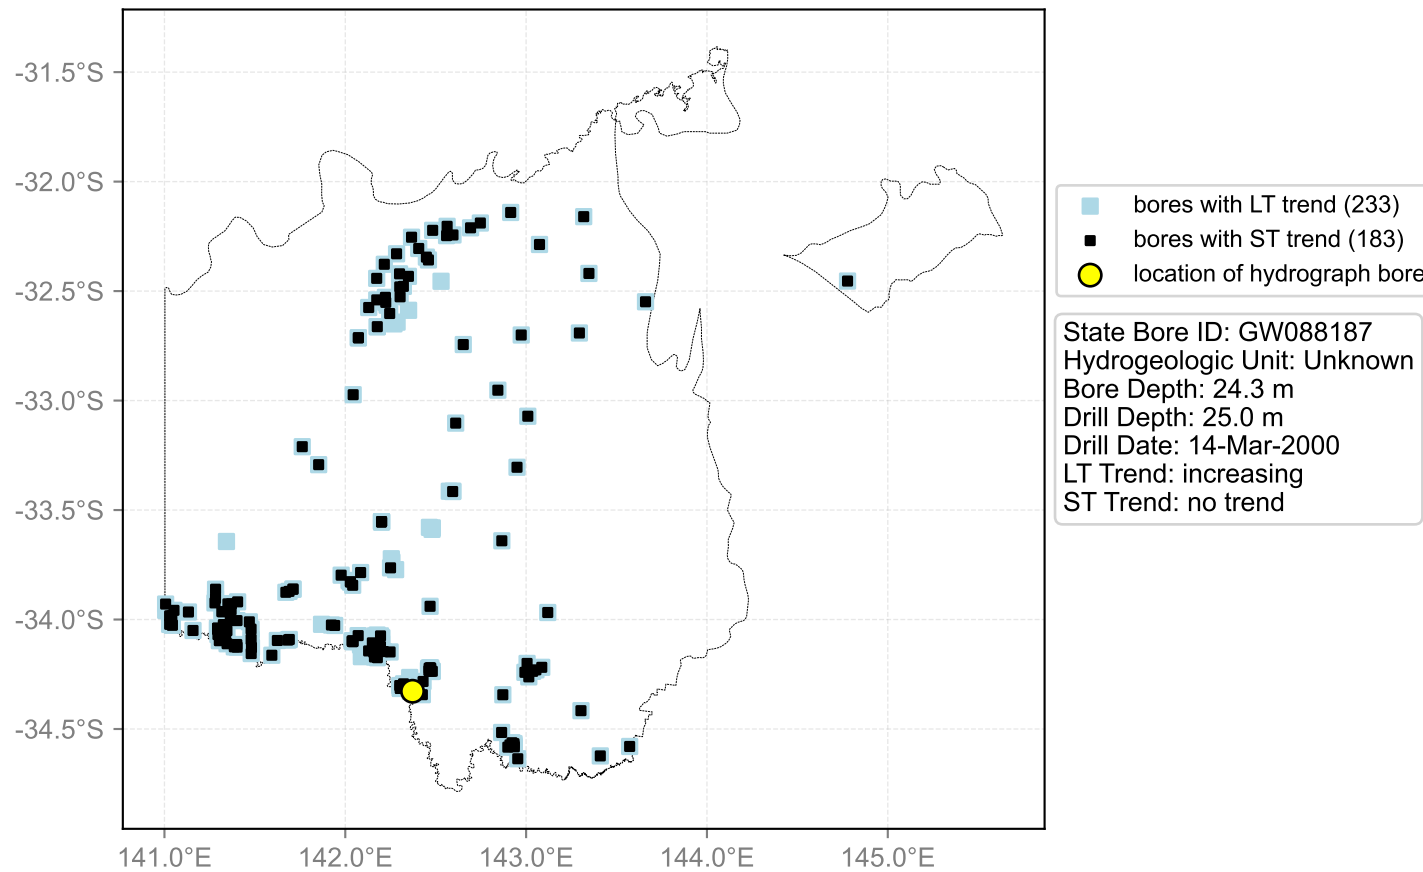 -31.5°S
-32.0°S
-32.5°S
-33.0°S
-33.5°S
-34.0°S
-34.5°S
141.0°E 142.0°E 143.0°E 144.0°E 145.0°E
bores with LT trend (233)
bores with ST trend (183)
location of hydrograph bore
State Bore ID: GW088187
Hydrogeologic Unit: Unknown
Bore Depth: 24.3 m
Drill Depth: 25.0 m
Drill Date: 14-Mar-2000
LT Trend: increasing
ST Trend: no trend